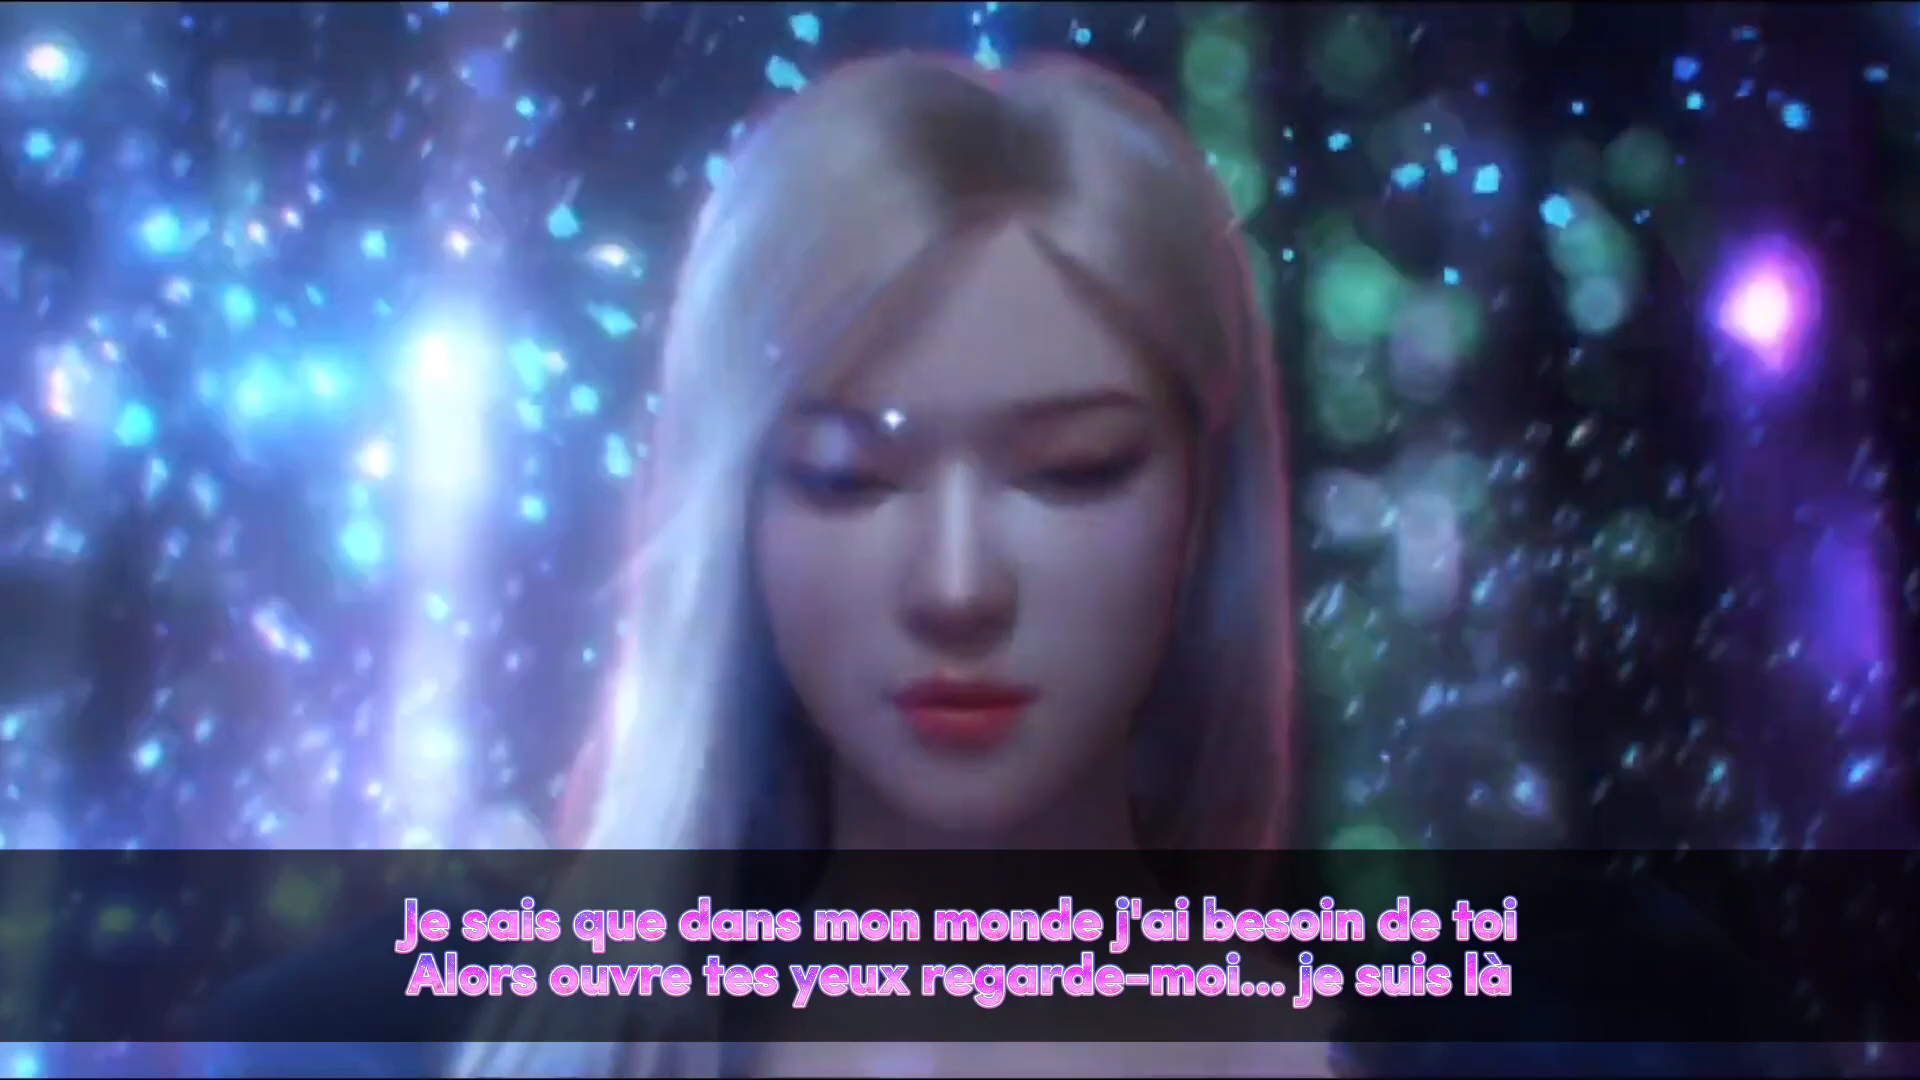 Je sais que dans mon monde j'ai besoin de toi
Alors ouvre tes yeux regarde-moi... je suis là